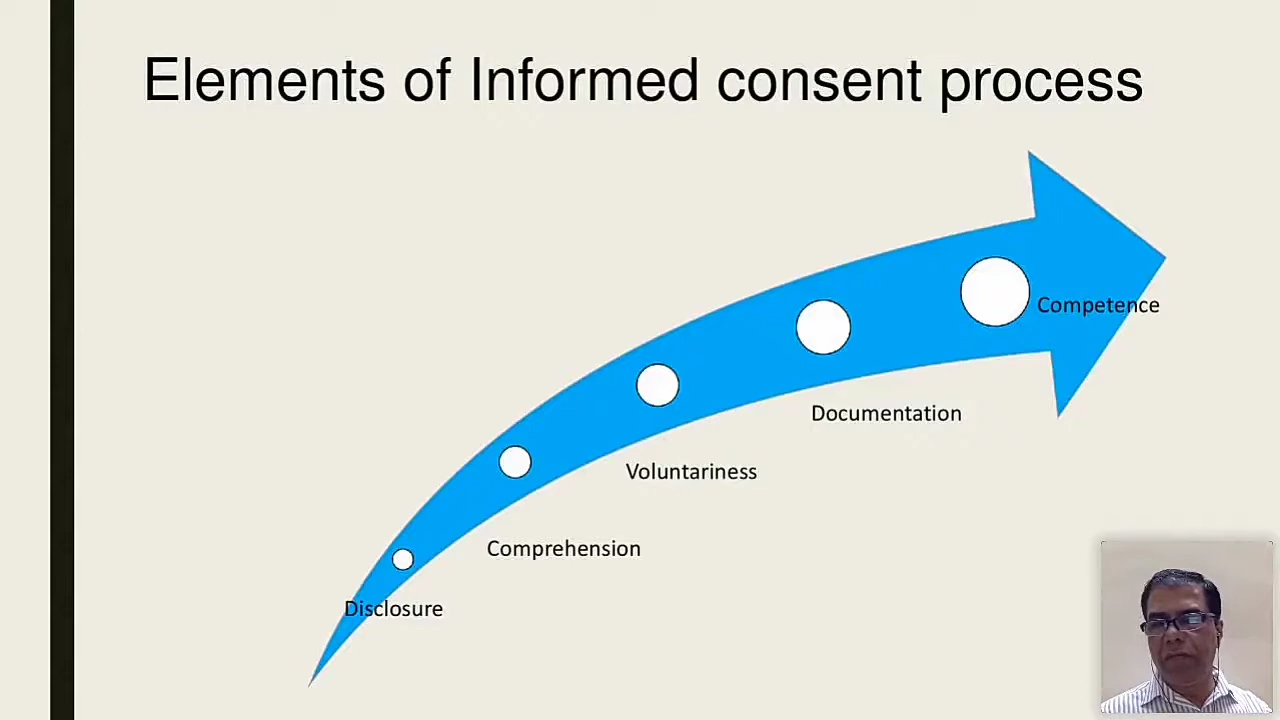 Elements of Informed consent process
Competence
Documentation
Voluntariness
Comprehension
Disclosure